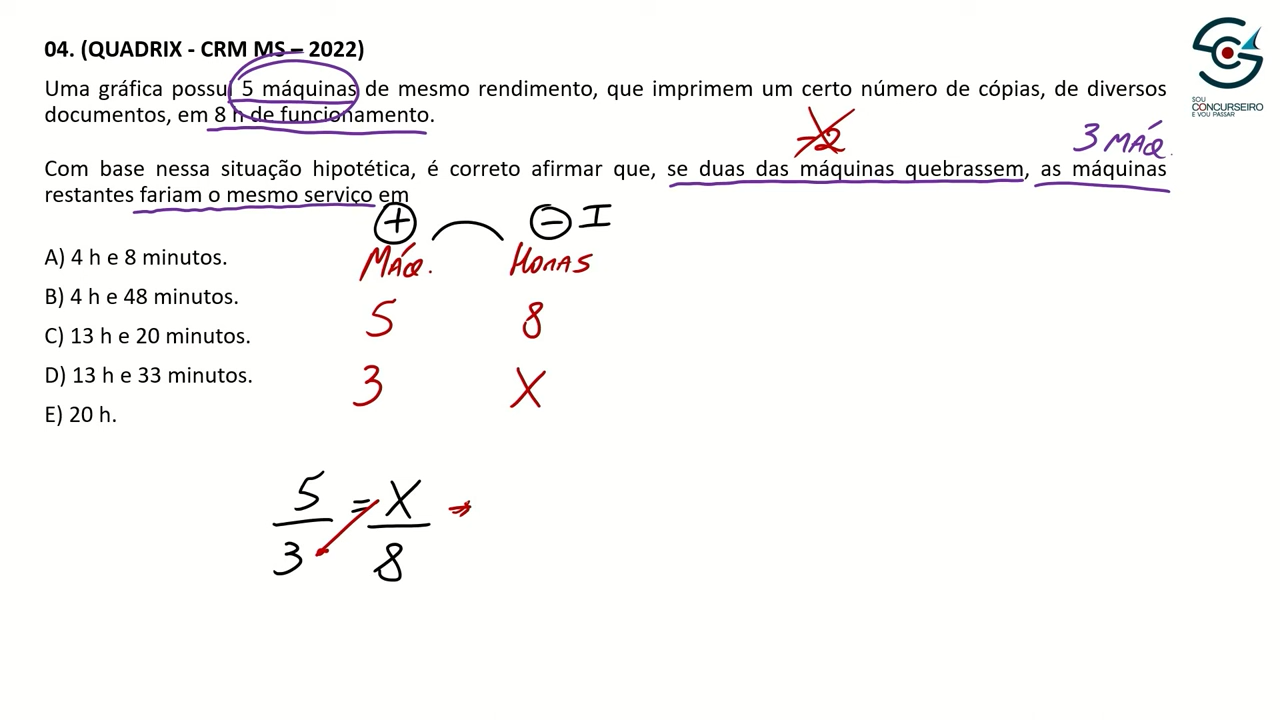 04. (QUADRIX - CRM MS – 2022)
Uma gráfica possui 5 máquinas de mesmo rendimento, que imprimem um certo número de cópias, de diversos
documentos, em 8 h de funcionamento.
-2
3 MÁQ.
Com base nessa situação hipotética, é correto afirmar que, se duas das máquinas quebrassem, as máquinas
restantes fariam o mesmo serviço em
+ - I
A) 4 h e 8 minutos.
MÁQ. HORAS
B) 4 h e 48 minutos.
5 8
C) 13 h e 20 minutos.
D) 13 h e 33 minutos.
3 X
E) 20 h.
5 = X
3 8
SOU
CONCURSEIRO
E VOU PASSAR